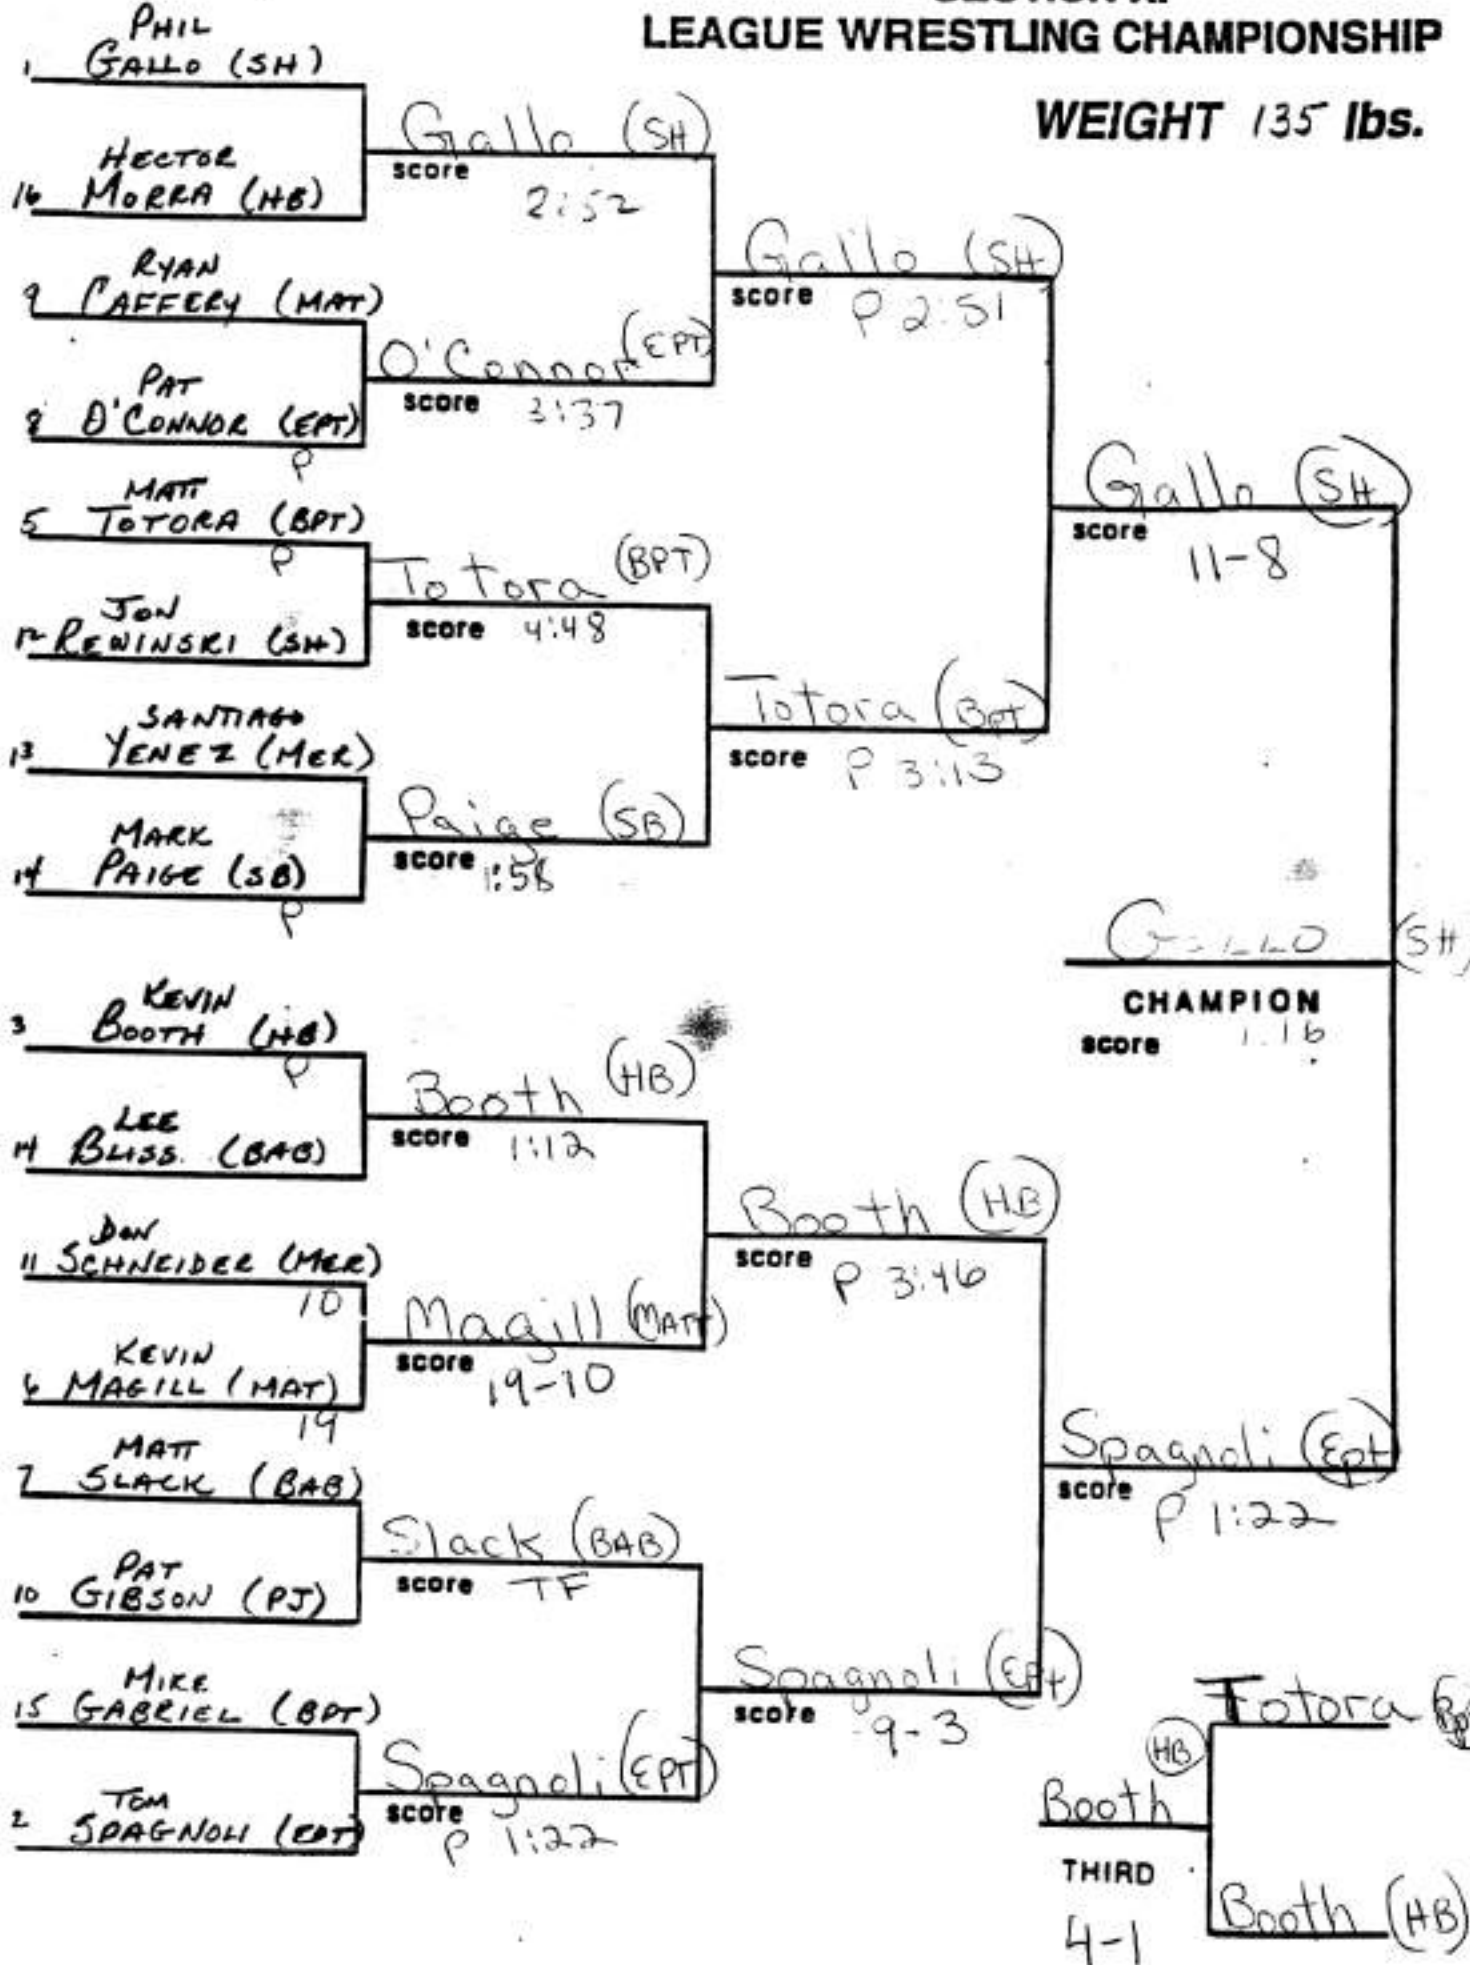 LEAGUE WRESTLING CHAMPIONSHIP
WEIGHT 135 lbs.
PHIL
1 GALLO (SH)
HECTOR
16 MORRA (HB)
RYAN
9 CAFFERY (MAT)
PAT
8 O'CONNOR (EPT)
P
MATT
5 TOTORA (BPT)
P
JON
12 REWINSKI (SH)
SANTIAGO
13 YENEZ (MER)
MARK
14 PAIGE (SB)
P
KEVIN
3 BOOTH (HB)
P
LEE
14 BLISS (BAB)
DON
11 SCHNEIDER (MER)
10
KEVIN
6 MAGILL (MAT)
19
MATT
7 SLACK (BAB)
PAT
10 GIBSON (PJ)
MIKE
15 GABRIEL (BPT)
TOM
2 SPAGNOLI (EPT)
Gallo (SH)
score 2:52
O'Connor (EPT)
score 3:37
Totora (BPT)
score 4:48
Paige (SB)
score 1:58
Booth (HB)
score 1:12
Magill (MATT)
score 19-10
Slack (BAB)
score TF
Spagnoli (EPT)
score P 1:22
Gallo (SH)
score P 2:51
Totora (Bpt)
score P 3:13
Booth (HB)
score P 3:46
Spagnoli (Ept)
score 9-3
Gallo (SH)
score 11-8
Spagnoli (Ept)
score P 1:22
GALLO (SH)
CHAMPION
score 1.16
Totora
Booth (HB)
THIRD
4-1
Booth (HB)